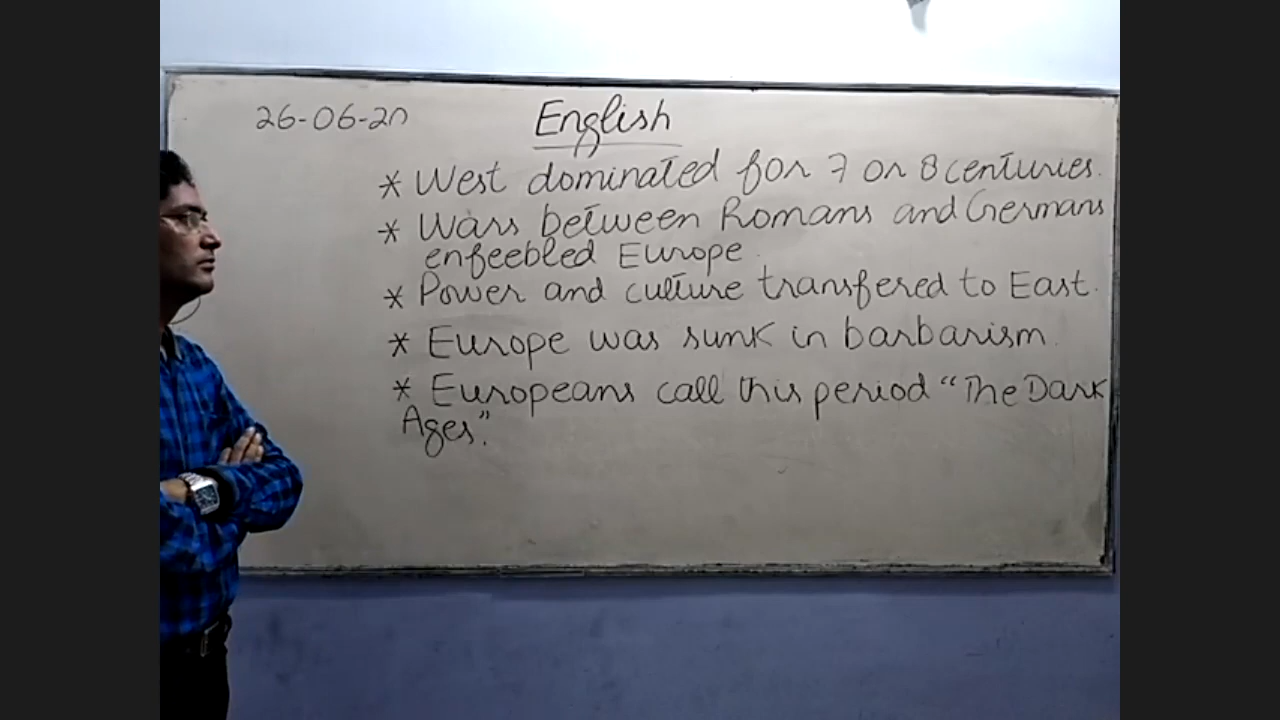 26-06-20 English
* West dominated for 7 or 8 centuries.
* Wars between Romans and Germans
enfeebled Europe.
* Power and culture transfered to East.
* Europe was sunk in barbarism.
* Europeans call this period "The Dark
Ages".